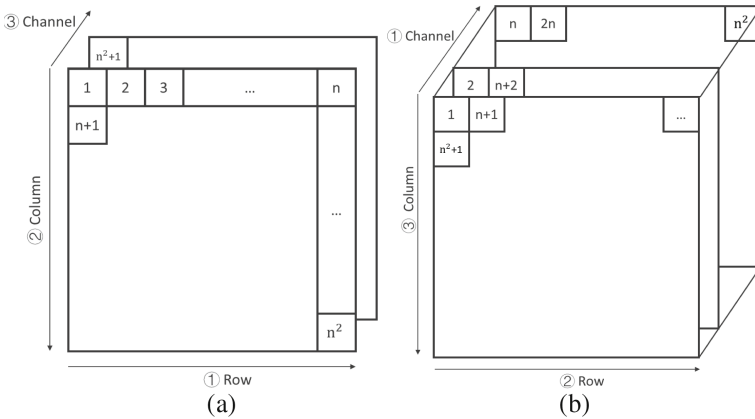 ③ Channel
n²+1
1 2 3 ... n
n+1
② Column
...
n²
① Row
(a)
① Channel
n 2n n²
2 n+2
1 n+1 ...
n²+1
③ Column
② Row
(b)